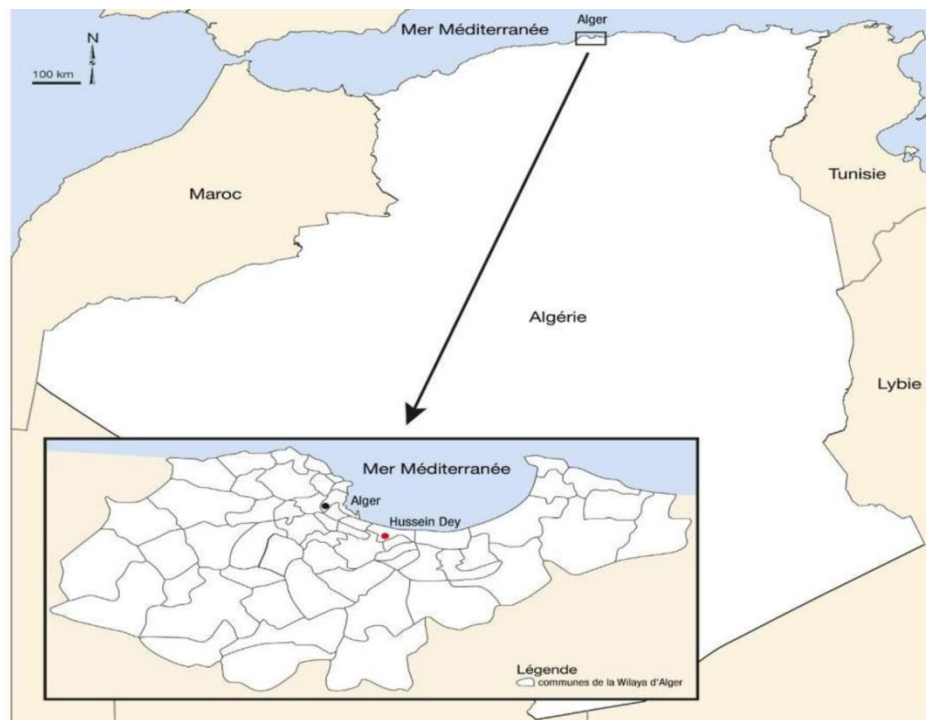 Alger
Mer Méditerranée
N
100 km
Maroc
Tunisie
Algérie
Lybie
Mer Méditerranée
Alger
Hussein Dey
Légende
communes de la Wilaya d'Alger